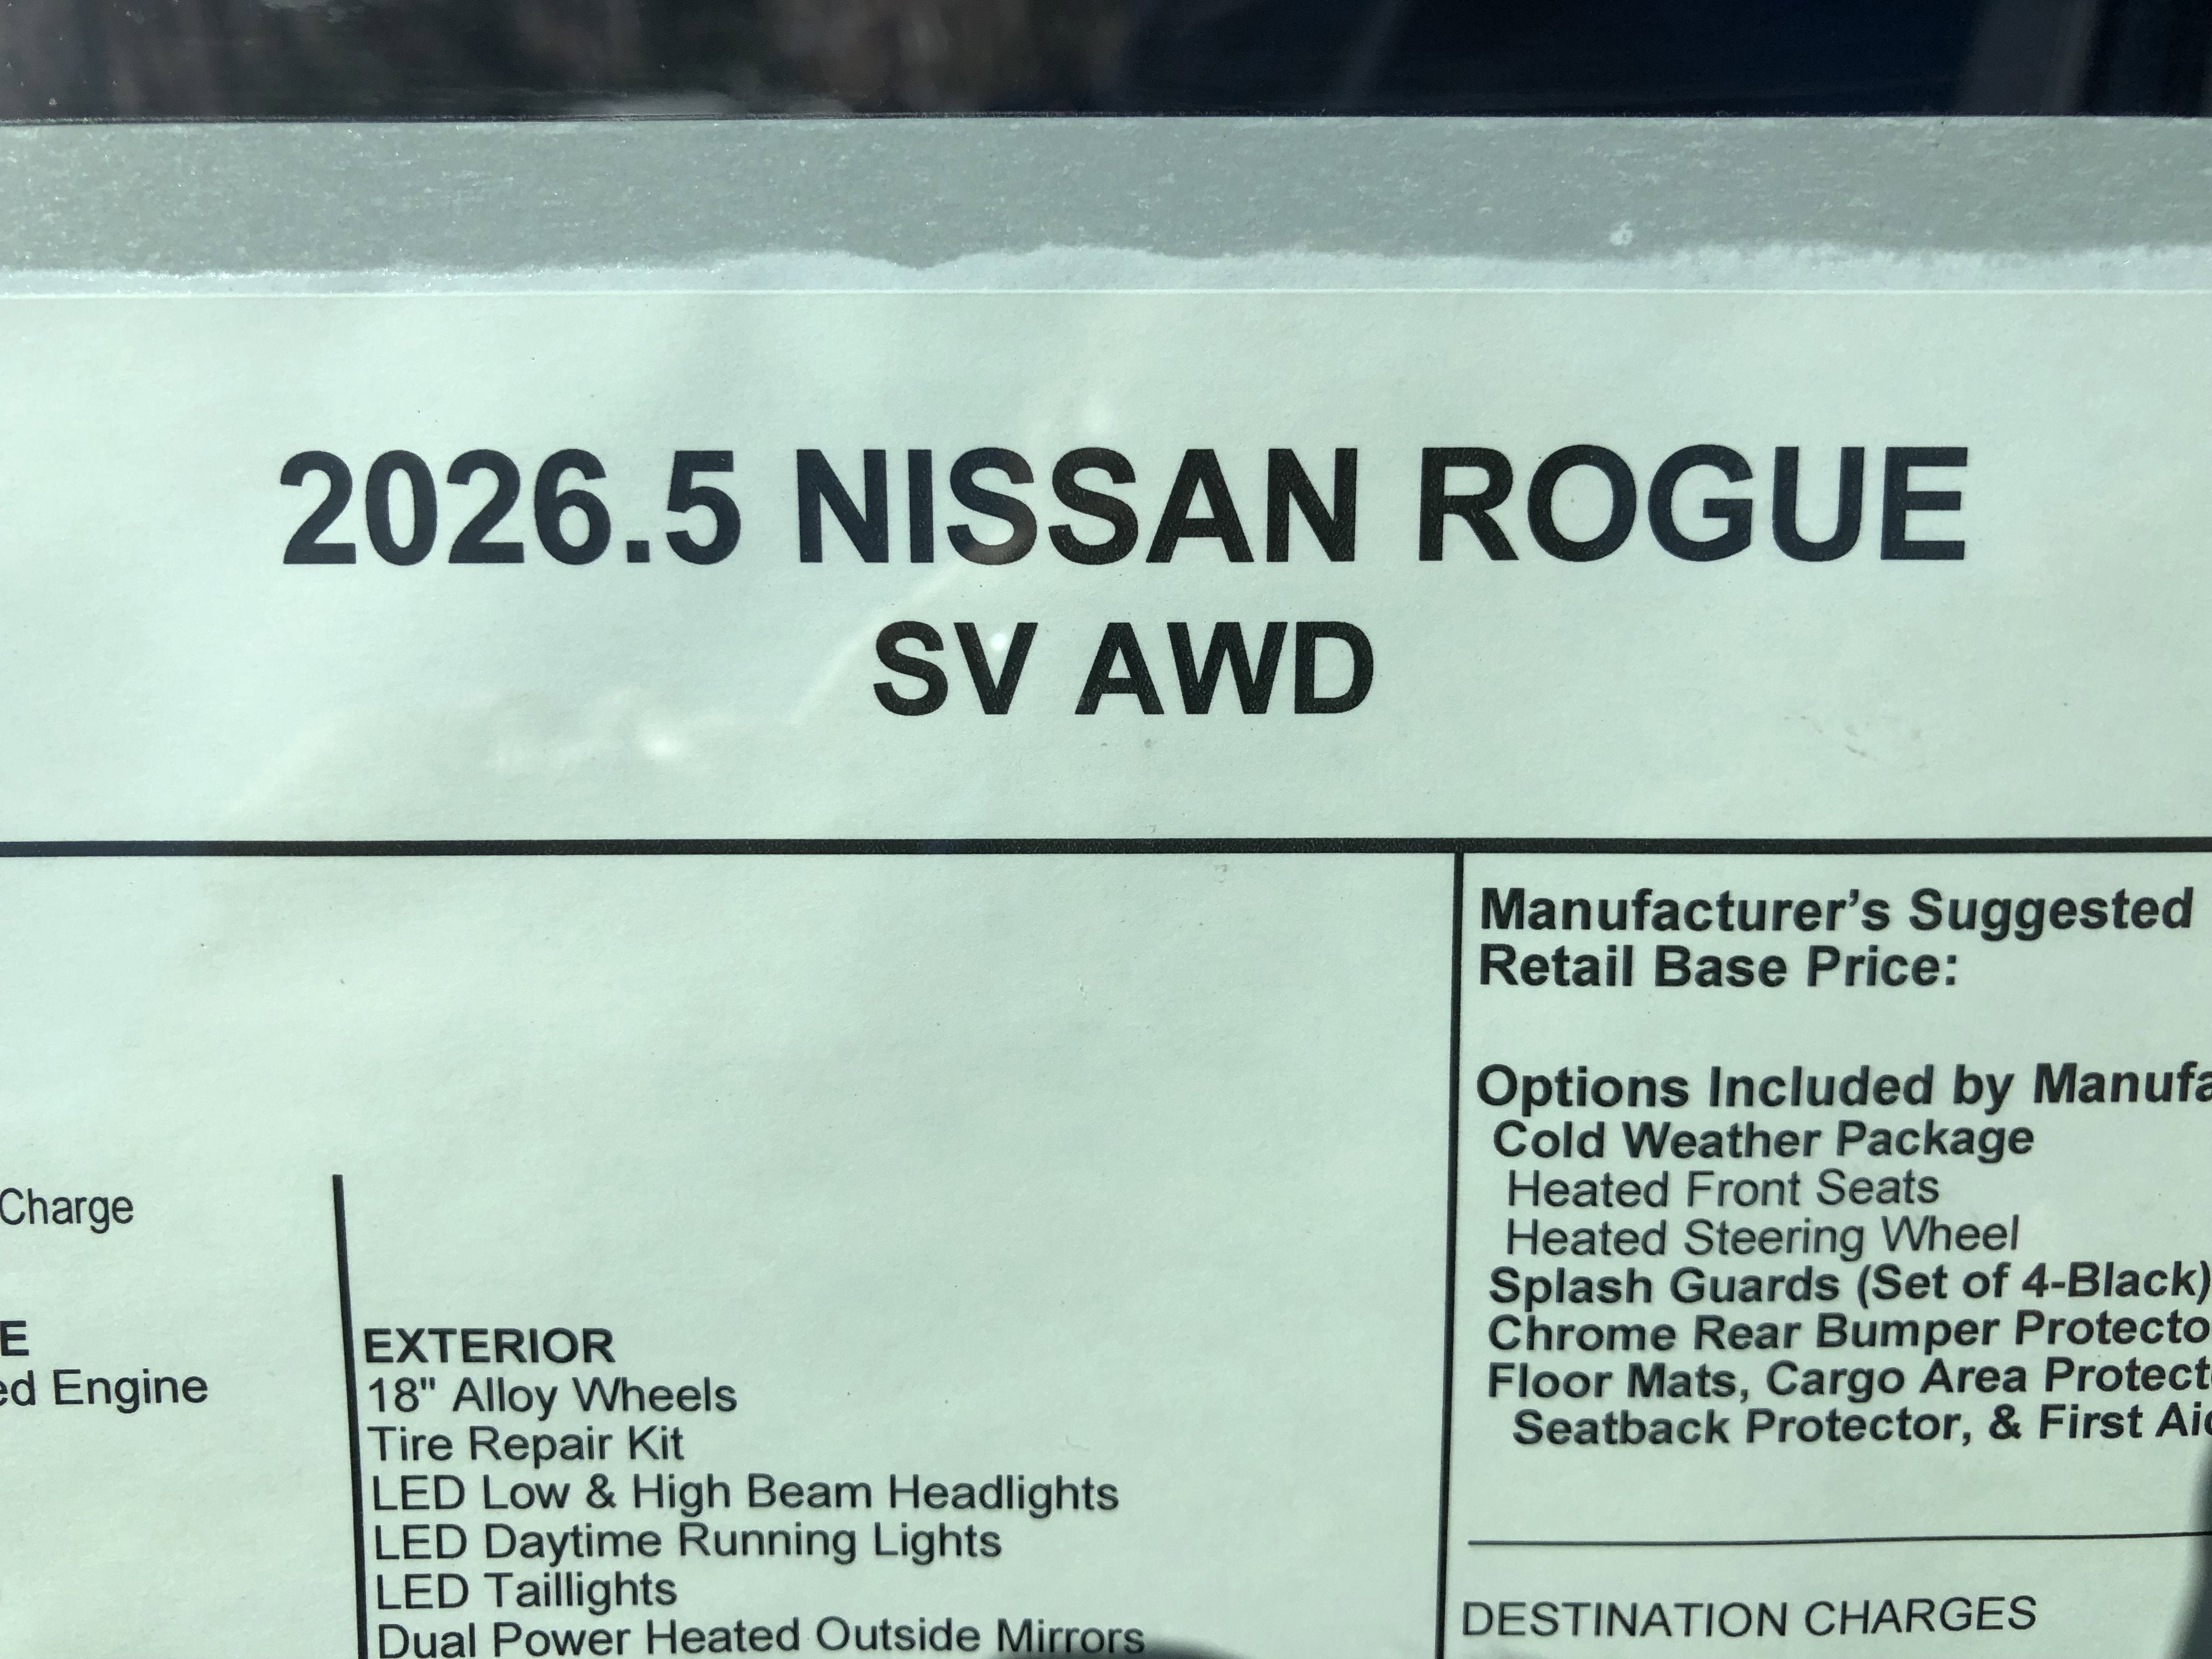 2026.5 NISSAN ROGUE
SV AWD
Charge
E
ed Engine
EXTERIOR
18" Alloy Wheels
Tire Repair Kit
LED Low & High Beam Headlights
LED Daytime Running Lights
LED Taillights
Dual Power Heated Outside Mirrors
Manufacturer's Suggested
Retail Base Price:
Options Included by Manufa
Cold Weather Package
Heated Front Seats
Heated Steering Wheel
Splash Guards (Set of 4-Black)
Chrome Rear Bumper Protecto
Floor Mats, Cargo Area Protect
Seatback Protector, & First Aid
DESTINATION CHARGES